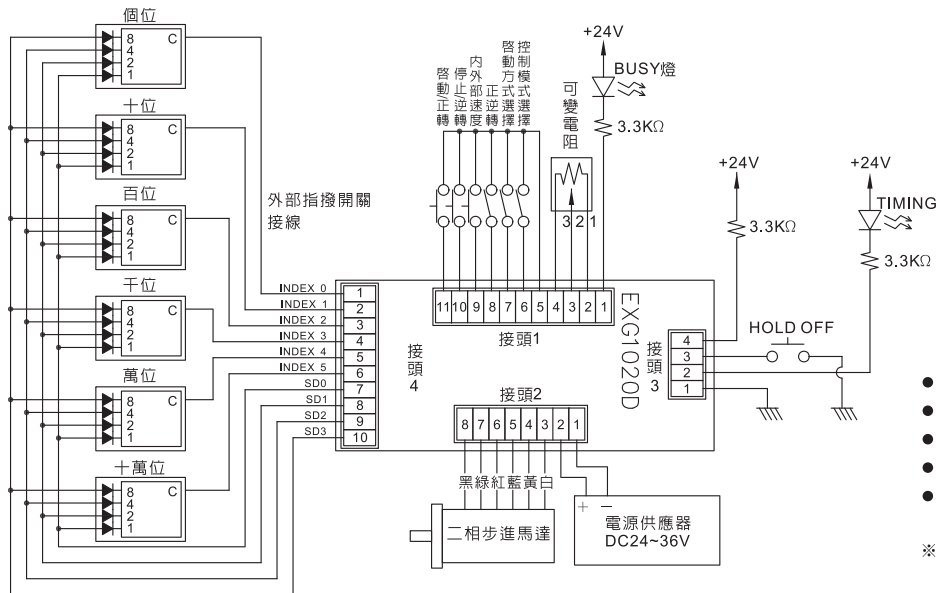 個位
8 C
4
2
1
十位
8 C
4
2
1
百位
8 C
4
2
1
千位
8 C
4
2
1
萬位
8 C
4
2
1
十萬位
8 C
4
2
1
外部指撥開關
接線
INDEX 0
INDEX 1
INDEX 2
INDEX 3
INDEX 4
INDEX 5
SD0
SD1
SD2
SD3
1
2
3
4
5
6
7
8
9
10
接頭4
啓動/正轉
停止/逆轉
內外部速度
正逆轉
啓動方式選擇
控制模式選擇
可變電阻
3 2 1
+24V
BUSY燈
3.3KΩ
11 10 9 8 7 6 5 4 3 2 1
接頭1
EXG1020D
接頭2
8 7 6 5 4 3 2 1
黑綠紅藍黃白
二相步進馬達
+ −
電源供應器
DC24~36V
接頭3
4
3
2
1
+24V
3.3KΩ
HOLD OFF
+24V
TIMING
3.3KΩ
※